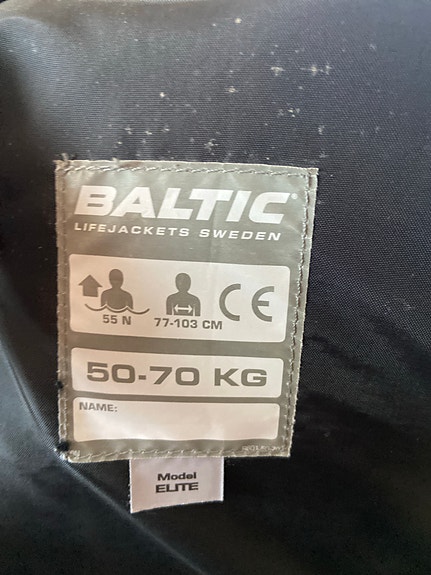 BALTIC®
LIFEJACKETS SWEDEN
55 N
77-103 CM
CE
50-70 KG
NAME:
Model
ELITE